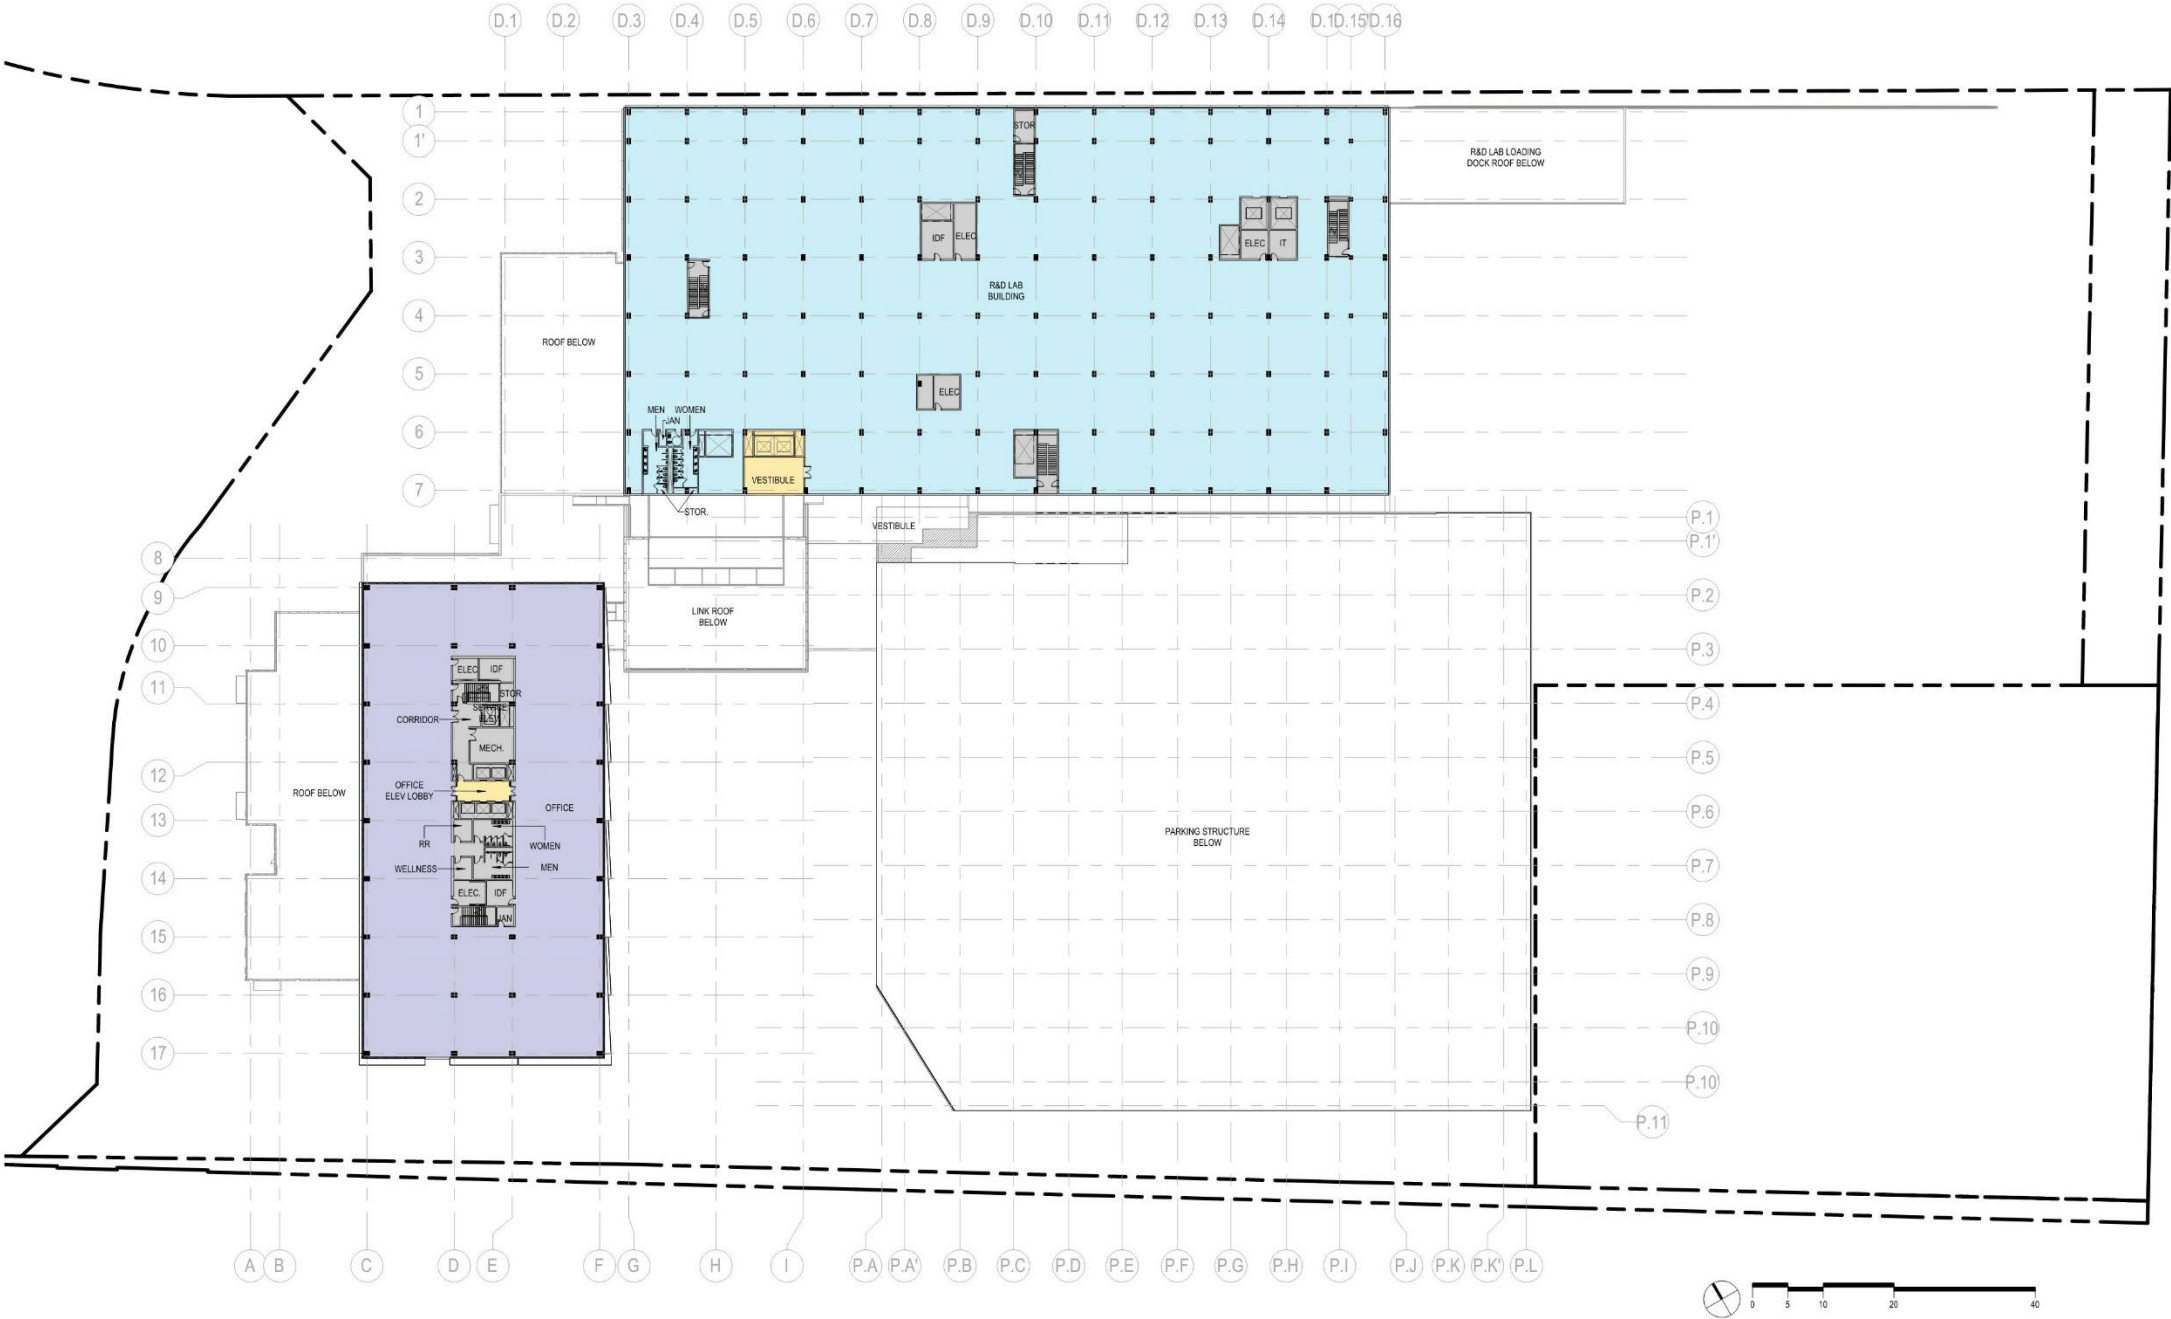 D.1 D.2 D.3 D.4 D.5 D.6 D.7 D.8 D.9 D.10 D.11 D.12 D.13 D.14 D.1 D.15' D.16
1
STOR
1'
R&D LAB LOADING
DOCK ROOF BELOW
2
IDF ELEC
ELEC IT
3
R&D LAB
BUILDING
4
ROOF BELOW
5
ELEC
MEN WOMEN
JAN
6
VESTIBULE
7
STOR.
VESTIBULE
P.1
P.1'
8
9
P.2
LINK ROOF
BELOW
10
P.3
ELEC IDF
11
STOR
P.4
SERVICE
ELEV
CORRIDOR
MECH.
P.5
12
OFFICE
ELEV LOBBY
ROOF BELOW
OFFICE
P.6
13
PARKING STRUCTURE
BELOW
RR
WOMEN
P.7
WELLNESS
MEN
14
ELEC. IDF
JAN
P.8
15
P.9
16
P.10
17
P.10'
P.11
A B C D E F G H I P.A P.A' P.B P.C P.D P.E P.F P.G P.H P.I P.J P.K P.K' P.L
0 5 10 20 40